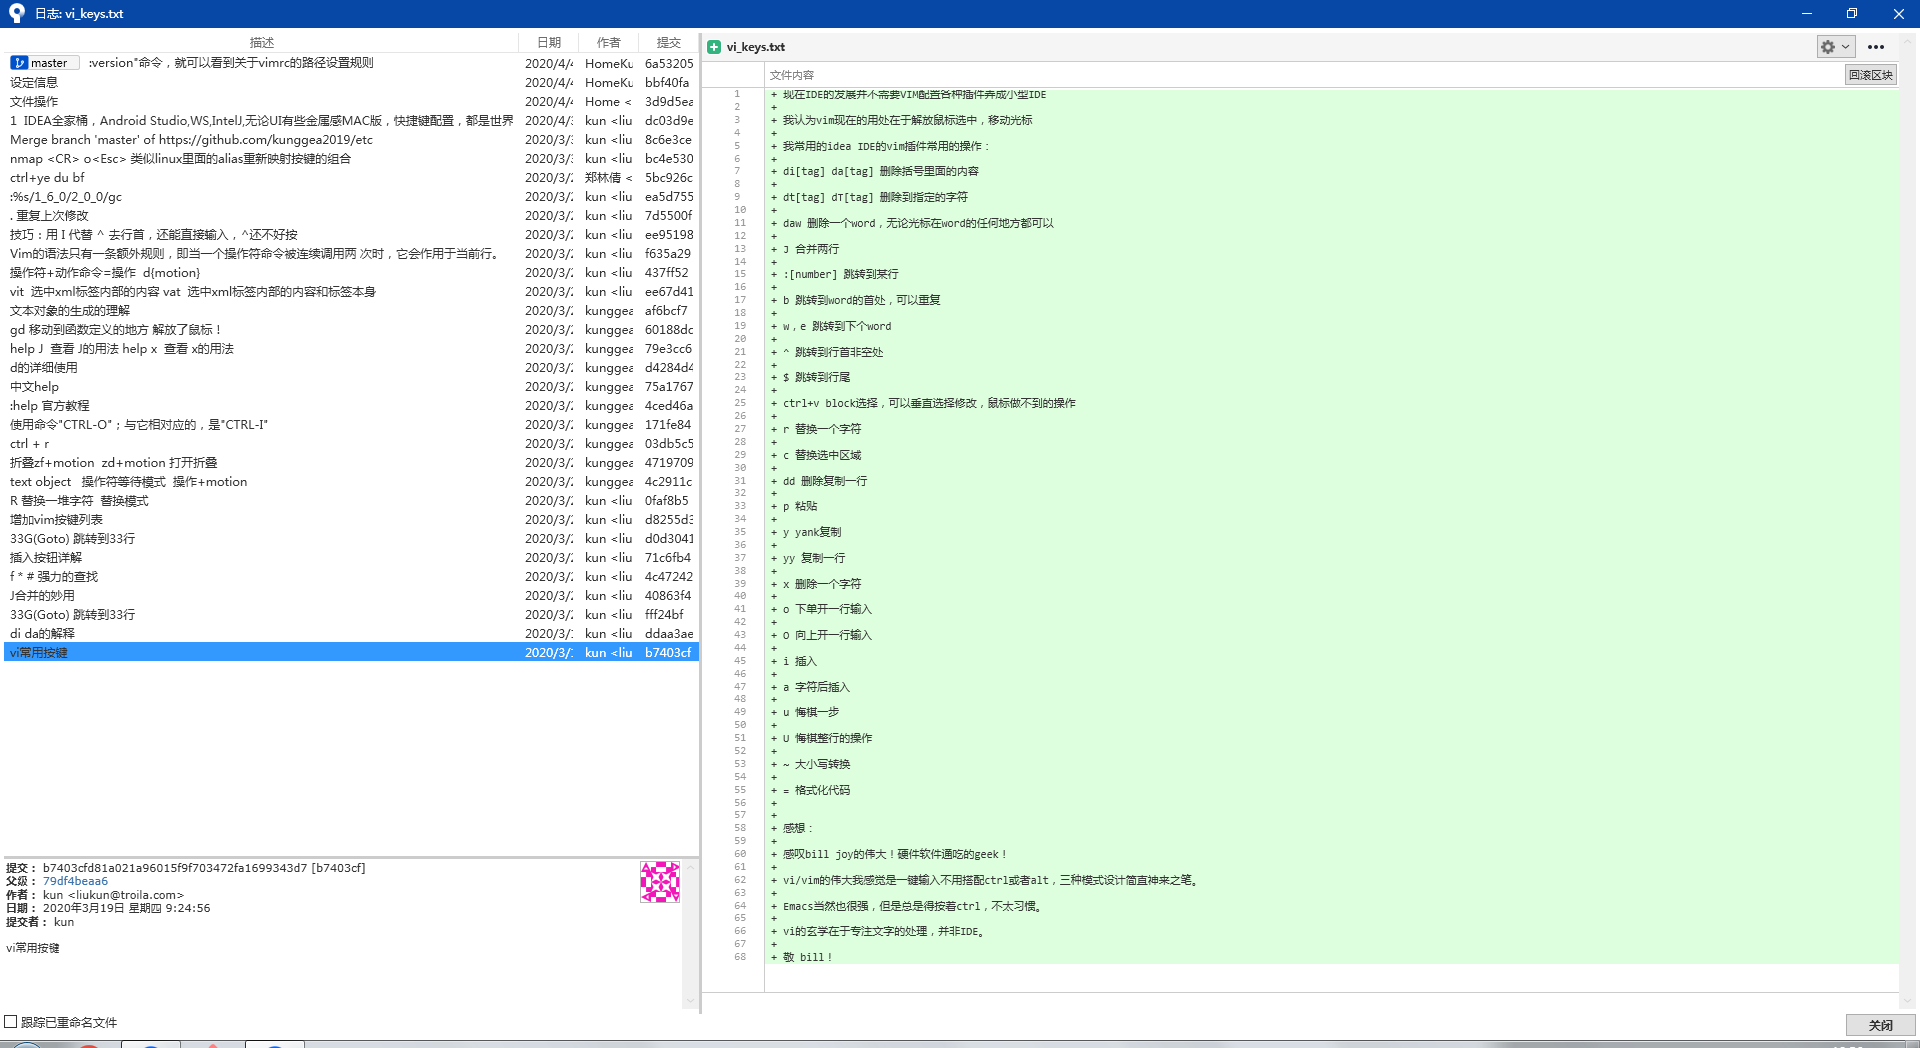 日志: vi_keys.txt
描述 日期 作者 提交
master :version"命令，就可以看到关于vimrc的路径设置规则 2020/4/4 HomeKu 6a53205
设定信息 2020/4/4 HomeKu bbf40fa
文件操作 2020/4/4 Home < 3d9d5ea
1 IDEA全家桶，Android Studio,WS,IntelJ,无论UI有些金属感MAC版，快捷键配置，都是世界 2020/4/3 kun <liu dc03d9e
Merge branch 'master' of https://github.com/kunggea2019/etc 2020/3/3 kun <liu 8c6e3ce
nmap <CR> o<Esc> 类似linux里面的alias重新映射按键的组合 2020/3/3 kun <liu bc4e530
ctrl+ye du bf 2020/3/2 郑林倩 < 5bc926c
:%s/1_6_0/2_0_0/gc 2020/3/2 kun <liu ea5d755
. 重复上次修改 2020/3/2 kun <liu 7d5500f
技巧：用 I 代替 ^ 去行首，还能直接输入，^还不好按 2020/3/2 kun <liu ee95198
Vim的语法只有一条额外规则，即当一个操作符命令被连续调用两 次时，它会作用于当前行。 2020/3/2 kun <liu f635a29
操作符+动作命令=操作 d{motion} 2020/3/2 kun <liu 437ff52
vit 选中xml标签内部的内容 vat 选中xml标签内部的内容和标签本身 2020/3/2 kun <liu ee67d41
文本对象的生成的理解 2020/3/2 kunggea af6bcf7
gd 移动到函数定义的地方 解放了鼠标！ 2020/3/2 kunggea 60188dc
help J 查看 J的用法 help x 查看 x的用法 2020/3/2 kunggea 79e3cc6
d的详细使用 2020/3/2 kunggea d4284d4
中文help 2020/3/2 kunggea 75a1767
:help 官方教程 2020/3/2 kunggea 4ced46a
使用命令"CTRL-O"；与它相对应的，是"CTRL-I" 2020/3/2 kunggea 171fe84
ctrl + r 2020/3/2 kunggea 03db5c5
折叠zf+motion zd+motion 打开折叠 2020/3/2 kunggea 4719709
text object 操作符等待模式 操作+motion 2020/3/2 kunggea 4c2911c
R 替换一堆字符 替换模式 2020/3/2 kun <liu 0faf8b5
增加vim按键列表 2020/3/2 kun <liu d8255d3
33G(Goto) 跳转到33行 2020/3/2 kun <liu d0d3041
插入按钮详解 2020/3/2 kun <liu 71c6fb4
f * # 强力的查找 2020/3/2 kun <liu 4c47242
J合并的妙用 2020/3/2 kun <liu 40863f4
33G(Goto) 跳转到33行 2020/3/2 kun <liu fff24bf
di da的解释 2020/3/1 kun <liu ddaa3ae
vi常用按键 2020/3/1 kun <liu b7403cf
提交： b7403cfd81a021a96015f9f703472fa1699343d7 [b7403cf]
父级： 79df4beaa6
作者： kun <liukun@troila.com>
日期： 2020年3月19日 星期四 9:24:56
提交者： kun
vi常用按键
跟踪已重命名文件
vi_keys.txt
文件内容 回滚区块
1 + 现在IDE的发展并不需要VIM配置各种插件弄成小型IDE
2 +
3 + 我认为vim现在的用处在于解放鼠标选中，移动光标
4 +
5 + 我常用的idea IDE的vim插件常用的操作：
6 +
7 + di[tag] da[tag] 删除括号里面的内容
8 +
9 + dt[tag] dT[tag] 删除到指定的字符
10 +
11 + daw 删除一个word，无论光标在word的任何地方都可以
12 +
13 + J 合并两行
14 +
15 + :[number] 跳转到某行
16 +
17 + b 跳转到word的首处，可以重复
18 +
19 + w，e 跳转到下个word
20 +
21 + ^ 跳转到行首非空处
22 +
23 + $ 跳转到行尾
24 +
25 + ctrl+v block选择，可以垂直选择修改，鼠标做不到的操作
26 +
27 + r 替换一个字符
28 +
29 + c 替换选中区域
30 +
31 + dd 删除复制一行
32 +
33 + p 粘贴
34 +
35 + y yank复制
36 +
37 + yy 复制一行
38 +
39 + x 删除一个字符
40 +
41 + o 下单开一行输入
42 +
43 + O 向上开一行输入
44 +
45 + i 插入
46 +
47 + a 字符后插入
48 +
49 + u 悔棋一步
50 +
51 + U 悔棋整行的操作
52 +
53 + ~ 大小写转换
54 +
55 + = 格式化代码
56 +
57 +
58 + 感想：
59 +
60 + 感叹bill joy的伟大！硬件软件通吃的geek！
61 +
62 + vi/vim的伟大我感觉是一键输入不用搭配ctrl或者alt，三种模式设计简直神来之笔。
63 +
64 + Emacs当然也很强，但是总是得按着ctrl，不太习惯。
65 +
66 + vi的玄学在于专注文字的处理，并非IDE。
67 +
68 + 敬 bill！
关闭